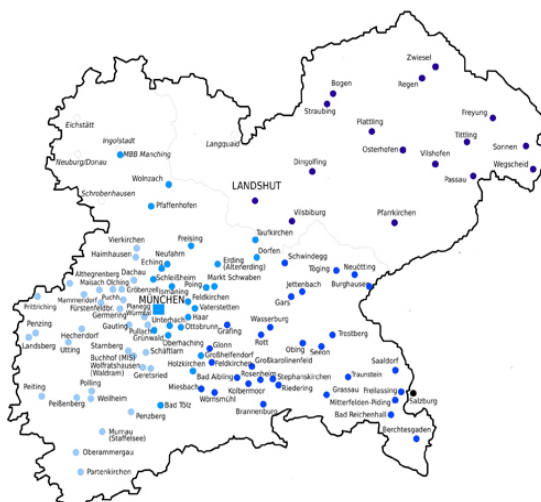 Zwiesel
Bogen
Regen
Straubing
Eichstätt
Plattling
Freyung
Ingolstadt
Langquaid
Tittling
MBB Manching
Osterhofen
Vilshofen
Sonnen
Neuburg/Donau
Dingolfing
Wegscheid
Wolnzach
Passau
LANDSHUT
Schrobenhausen
Pfaffenhofen
Vilsbiburg
Pfarrkirchen
Taufkirchen
Vierkirchen
Freising
Haimhausen
Neufahrn
Dorfen
Eching
Erding
(Altenerding)
Schwindegg
Dachau
Schleißheim
Markt Schwaben
Töging
Neuötting
Althegnenberg
Poing
Burghausen
Maisach Olching
Gröbenzell
Ismaning
Jettenbach
Mammendorf
Puchh.
MÜNCHEN
Feldkirchen
Gars
Prittriching
Fürstenfeldbr.
Planegg
Vaterstetten
Germering
Würmtal
Haar
Penzing
Gauting
Unterhach.
Wasserburg
Hecherdorf
Pullach
Ottobrunn
Grafing
Trostberg
Landsberg
Grünwald
Rott
Utting
Starnberg
Oberhaching
Glonn
Obing
Seeon
Buchhof (MIS)
Schäftlarn
Großhelfendorf
Saaldorf
Wolfratshausen
Holzkirchen
Feldkirchen
Großkarolinenfeld
(Waldram)
Geretsried
Bad Aibling
Rosenheim
Stephanskirchen
Traunstein
Peiting
Polling
Miesbach
Kolbermoor
Riedering
Grassau
Freilassing
Peißenberg
Weilheim
Wörnsmühl
Mitterfelden-Piding
Salzburg
Penzberg
Bad Tölz
Brannenburg
Bad Reichenhall
Murnau
(Staffelsee)
Berchtesgaden
Oberammergau
Partenkirchen